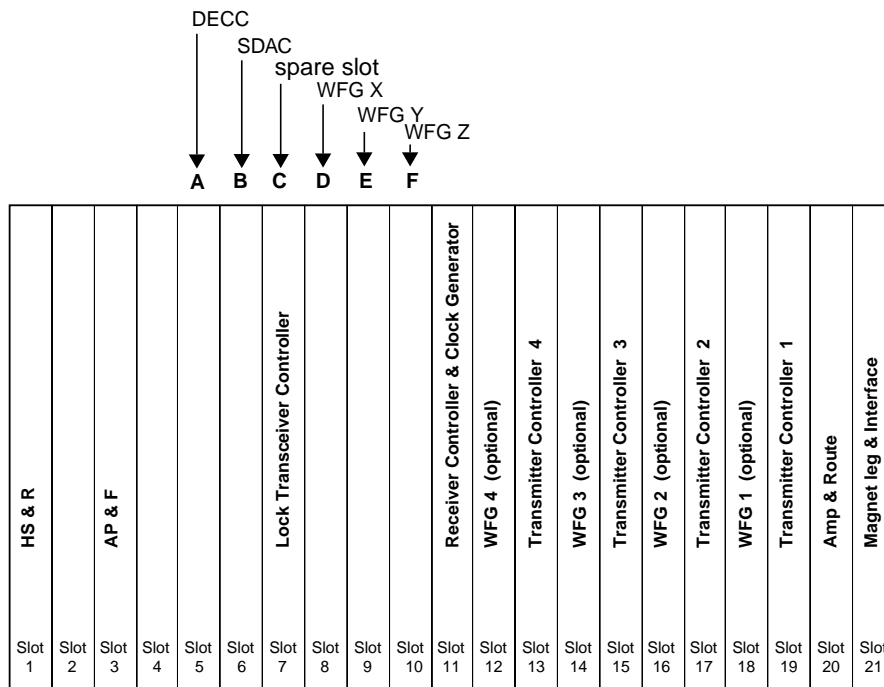 DECC
SDAC
spare slot
WFG X
WFG Y
WFG Z
A B C D E F
HS & R
AP & F
Lock Transceiver Controller
Receiver Controller & Clock Generator
WFG 4 (optional)
Transmitter Controller 4
WFG 3 (optional)
Transmitter Controller 3
WFG 2 (optional)
Transmitter Controller 2
WFG 1 (optional)
Transmitter Controller 1
Amp & Route
Magnet leg & Interface
Slot Slot Slot Slot Slot Slot Slot Slot Slot Slot Slot Slot Slot Slot Slot Slot Slot Slot Slot Slot Slot
1 2 3 4 5 6 7 8 9 10 11 12 13 14 15 16 17 18 19 20 21